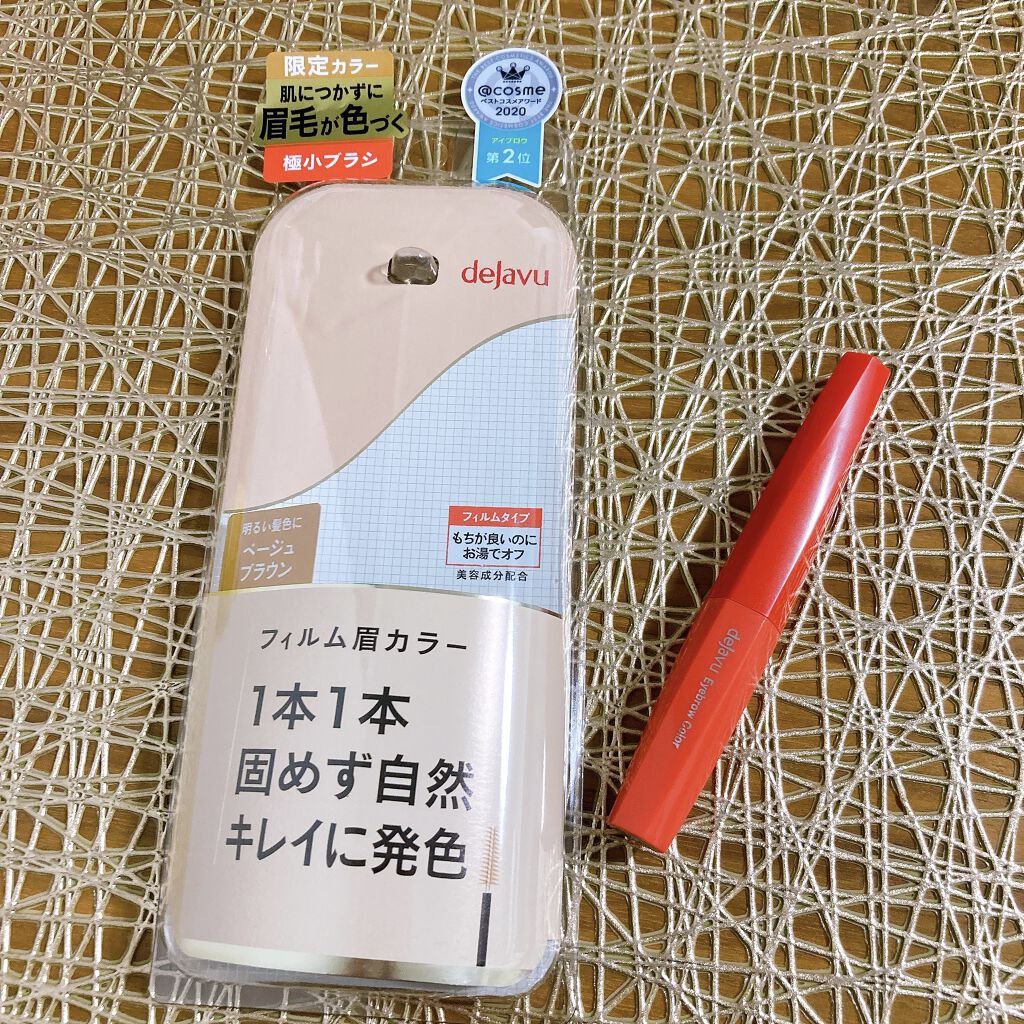 限定カラー
肌につかずに
眉毛が色づく
極小ブラシ
@cosme
ベストコスメアワード
2020
アイブロウ
第2位
dejavu
明るい髪色に
ベージュ
ブラウン
フィルムタイプ
もちが良いのに
お湯でオフ
美容成分配合
フィルム眉カラー
1本1本
固めず自然
キレイに発色
dejavu Eyebrow Color